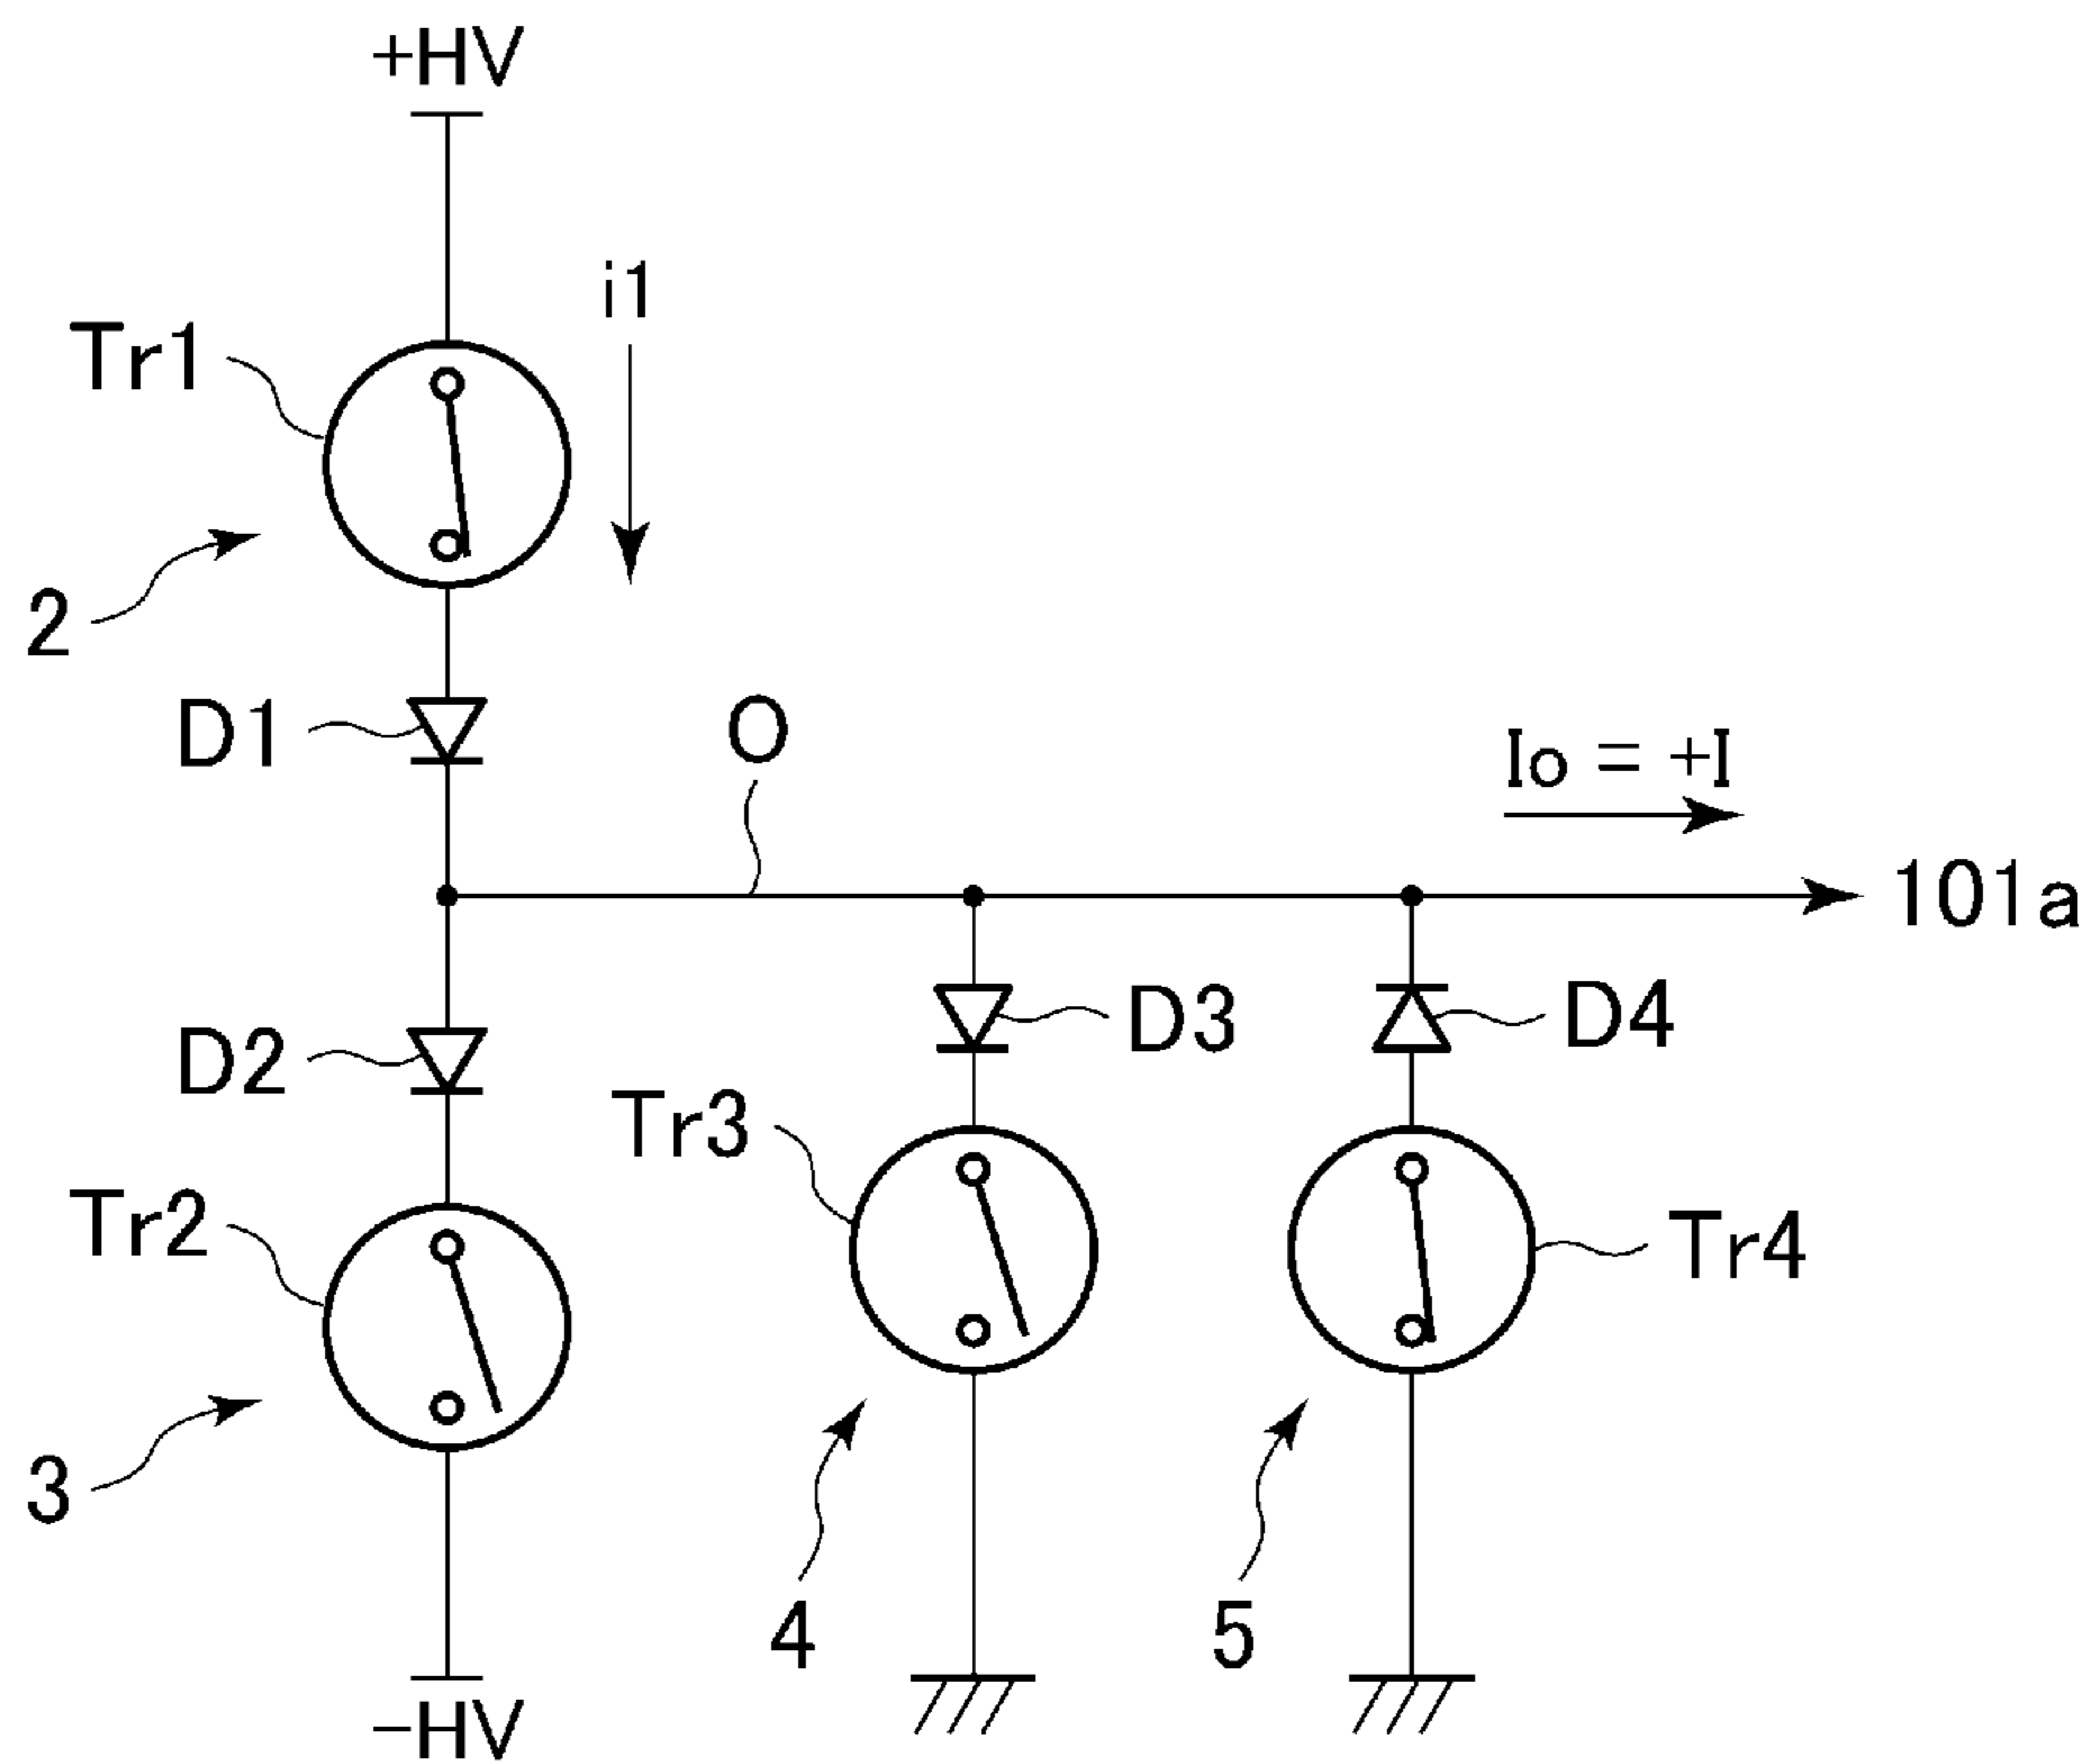 +HV
i1
Tr1
2
D1
O
Io = +I
101a
D2
D3
D4
Tr3
Tr2
Tr4
3
4
5
−HV